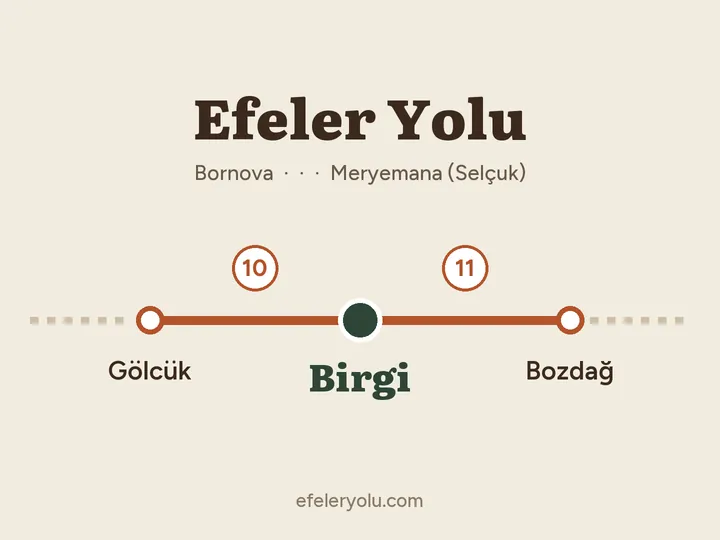 Efeler Yolu
Bornova · · · Meryemana (Selçuk)
10 11
Gölcük Birgi Bozdağ
efeleryolu.com